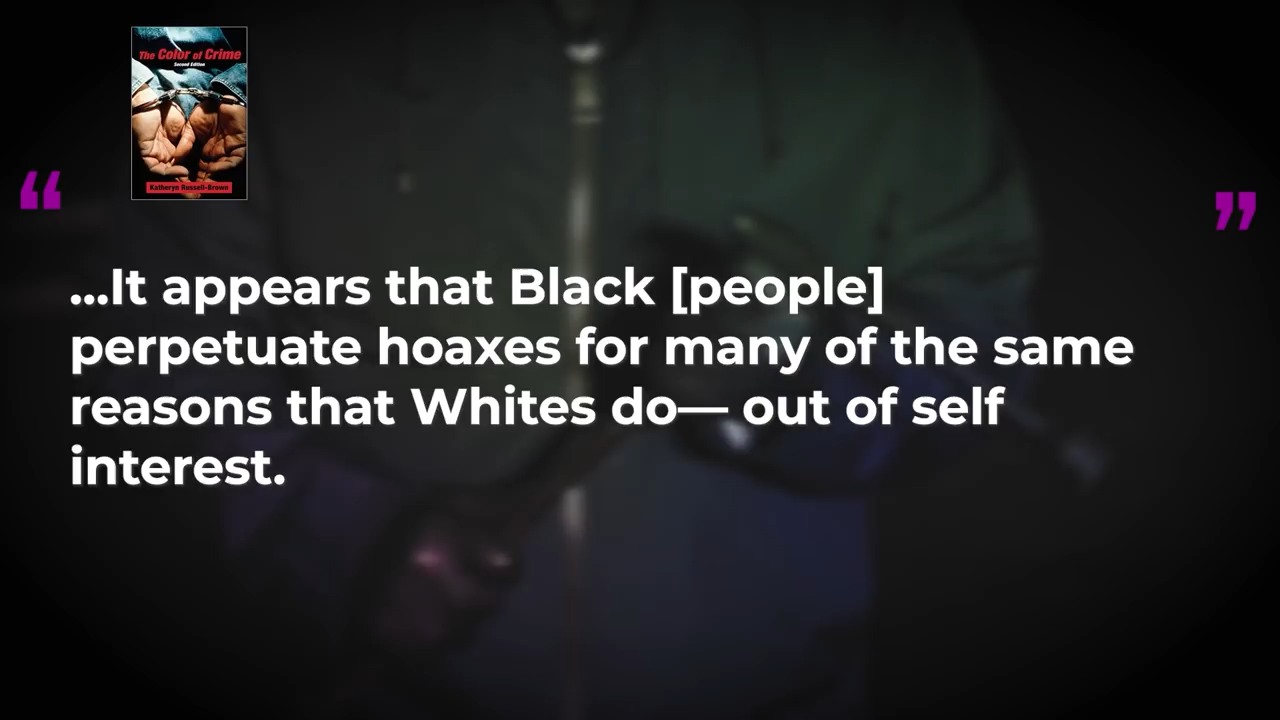 The Color of Crime
Second Edition
Katheryn Russell-Brown
“
”
...It appears that Black [people]
perpetuate hoaxes for many of the same
reasons that Whites do— out of self
interest.